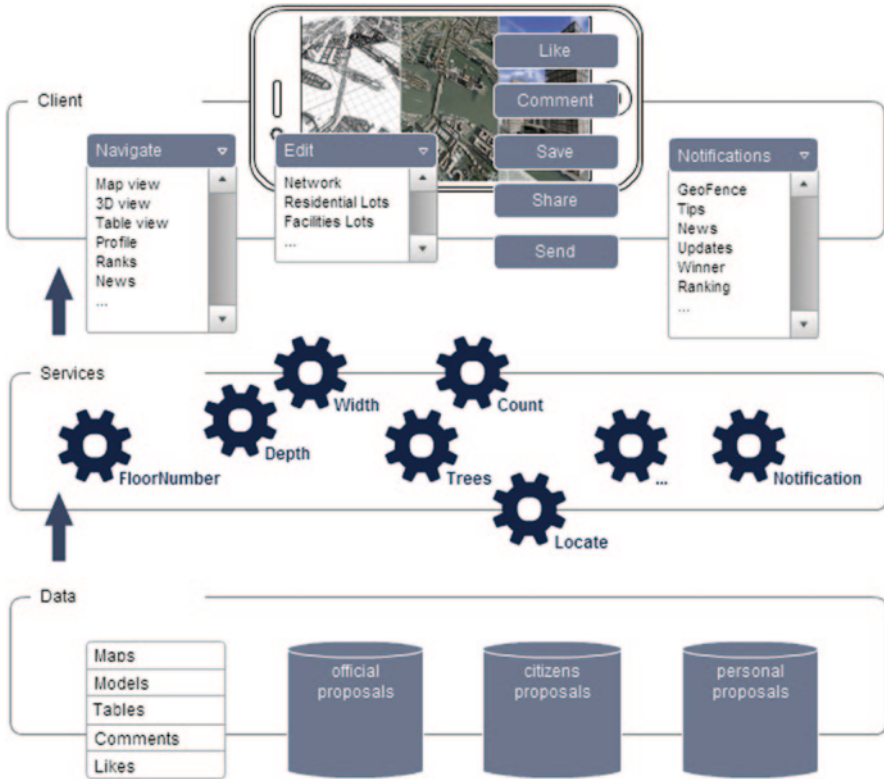 Client
Like
Comment
Save
Share
Send
Navigate
Map view
3D view
Table view
Profile
Ranks
News
...
Edit
Network
Residential Lots
Facilities Lots
...
Notifications
GeoFence
Tips
News
Updates
Winner
Ranking
...
Services
FloorNumber
Depth
Width
Trees
Count
Locate
...
Notification
Data
Maps
Models
Tables
Comments
Likes
official
proposals
citizens
proposals
personal
proposals